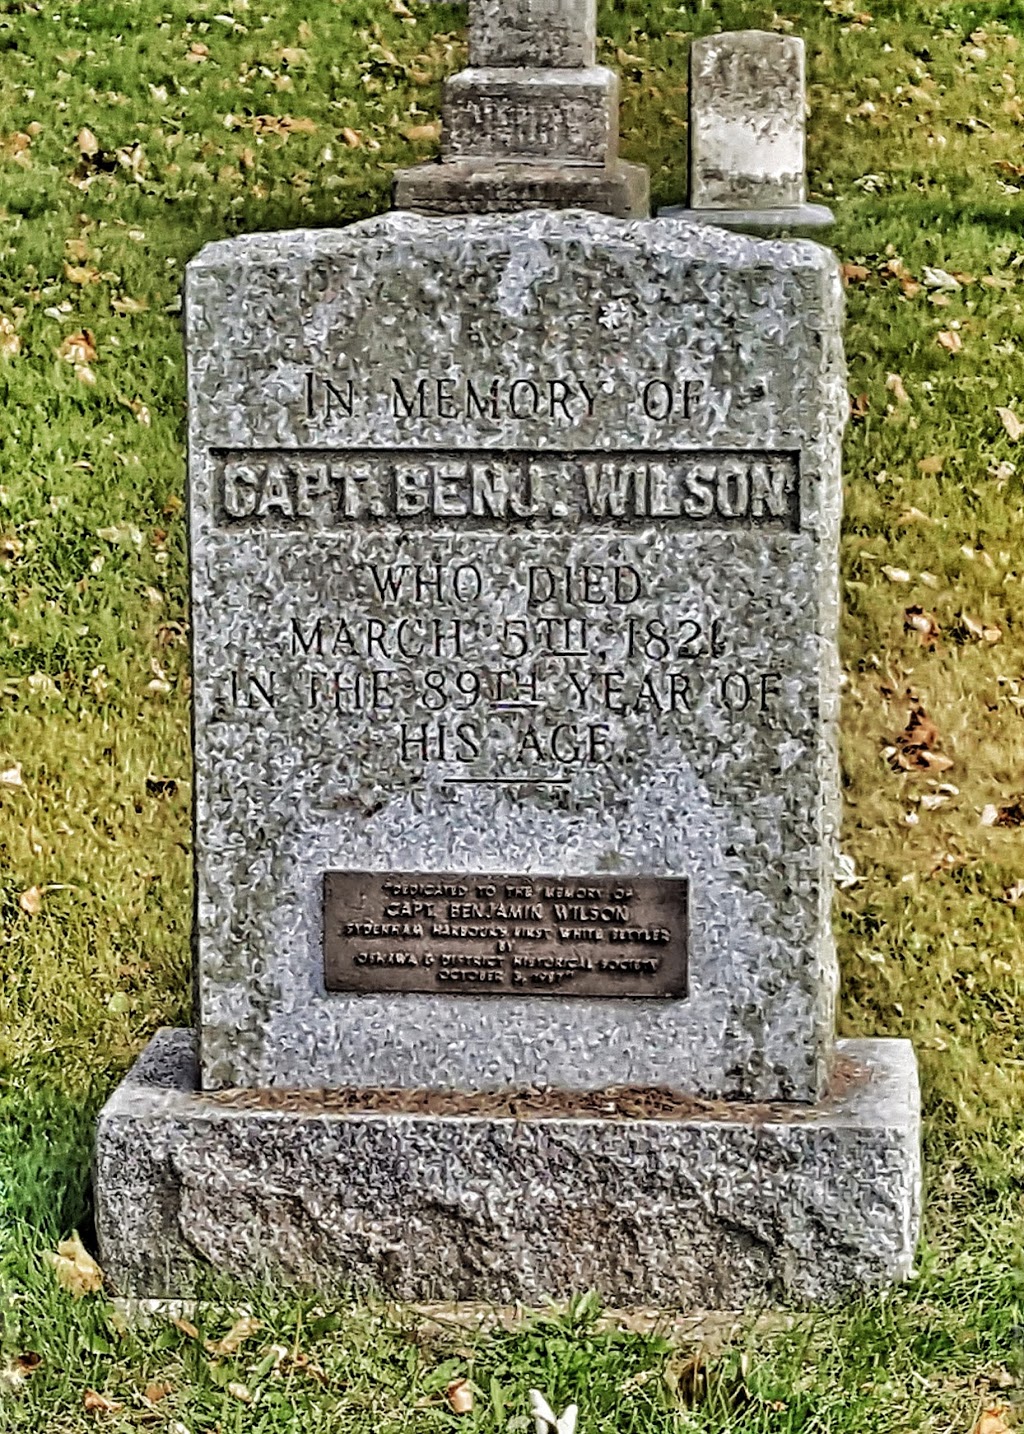 IN MEMORY OF
CAPT. BENJ. WILSON
WHO DIED
MARCH 5TH, 1821
IN THE 89TH YEAR OF
HIS AGE.
"DEDICATED TO THE MEMORY OF
CAPT. BENJAMIN WILSON
SYDENHAM HARBOUR'S FIRST WHITE SETTLER
BY
OSHAWA & DISTRICT HISTORICAL SOCIETY
OCTOBER